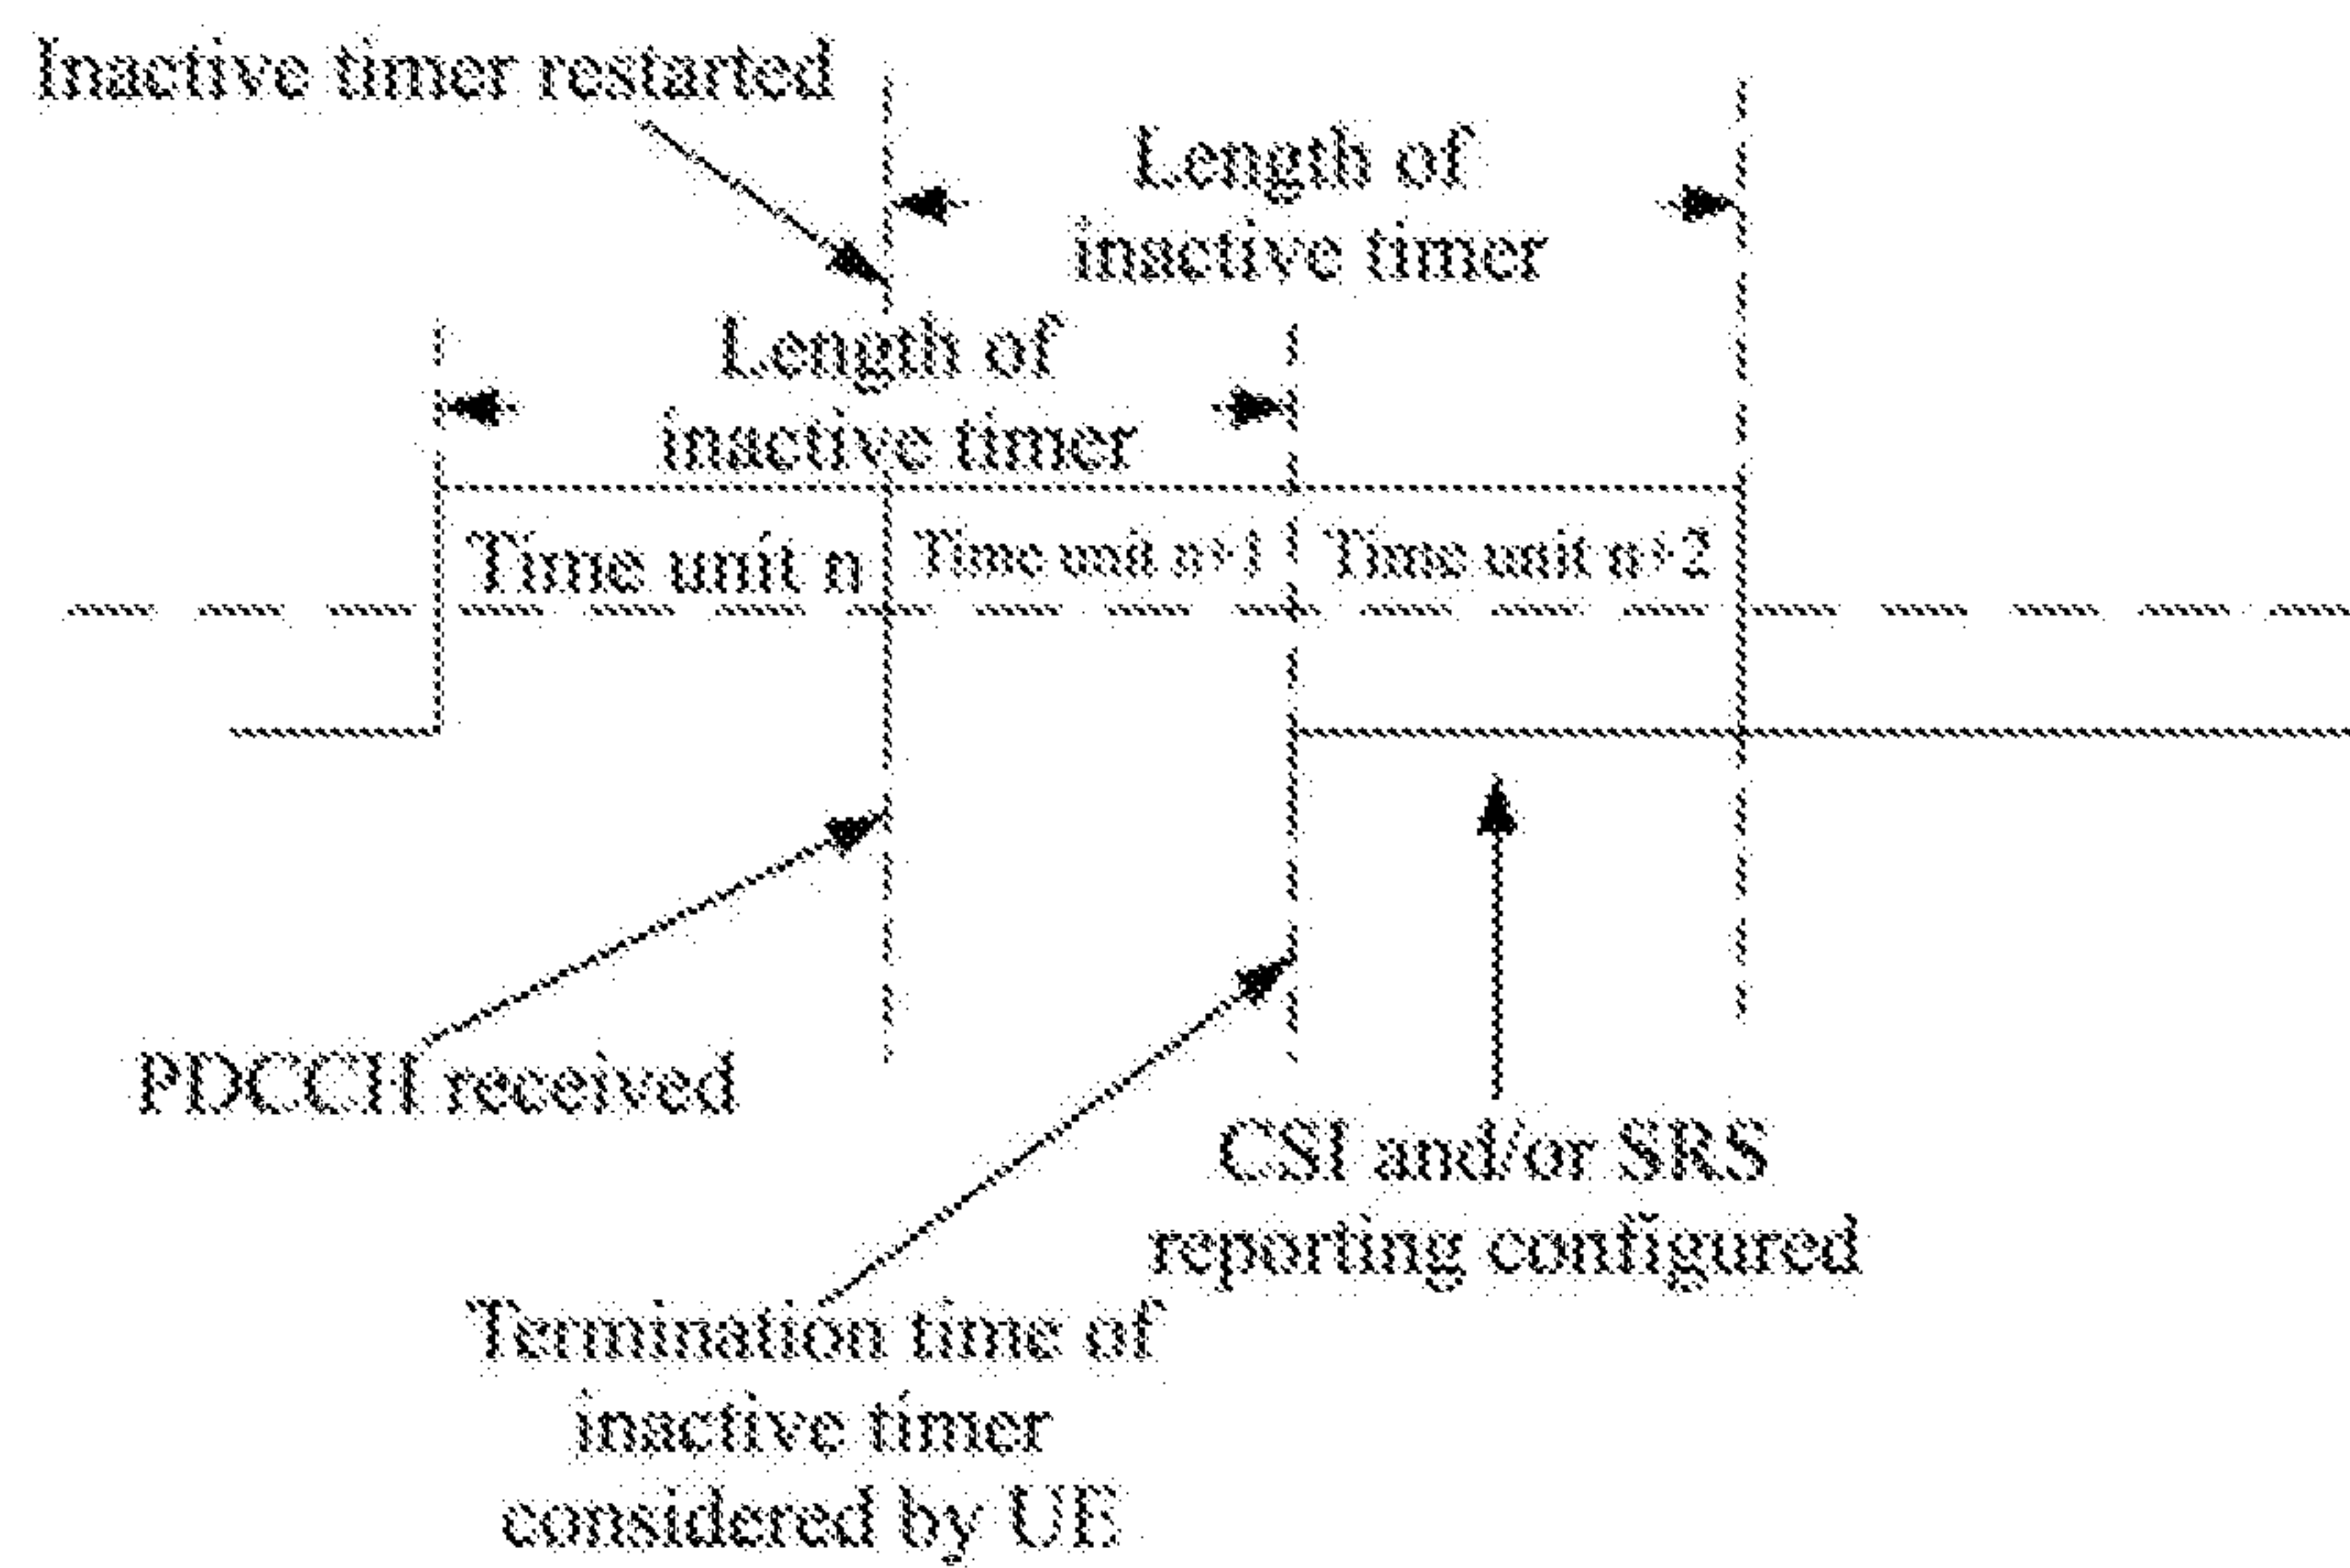 Inactive timer restarted
Length of
inactive timer
Length of
inactive timer
Time unit n
Time unit n+1
Time unit n+2
PDCCH received
CSI and/or SRS
reporting configured
Termination time of
inactive timer
considered by UE